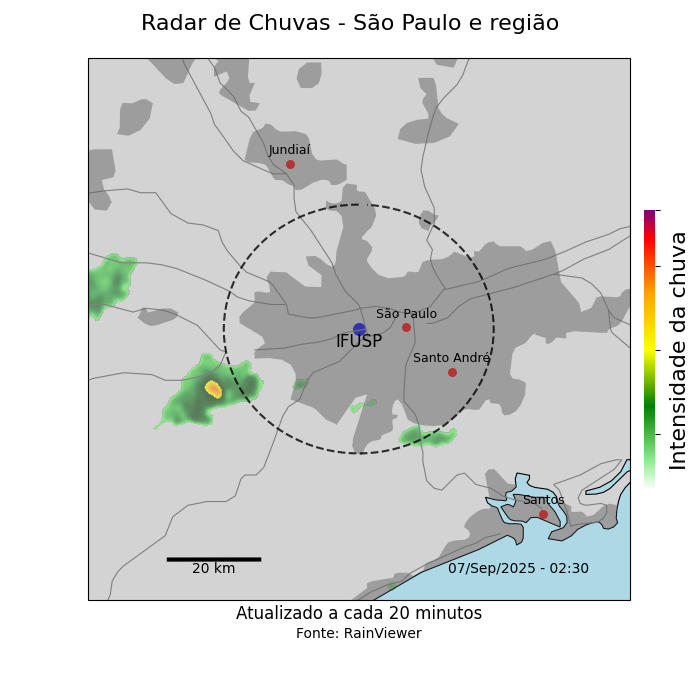 Radar de Chuvas - São Paulo e região
Jundiaí
São Paulo
IFUSP
Santo André
Santos
20 km
07/Sep/2025 - 02:30
Intensidade da chuva
Atualizado a cada 20 minutos
Fonte: RainViewer